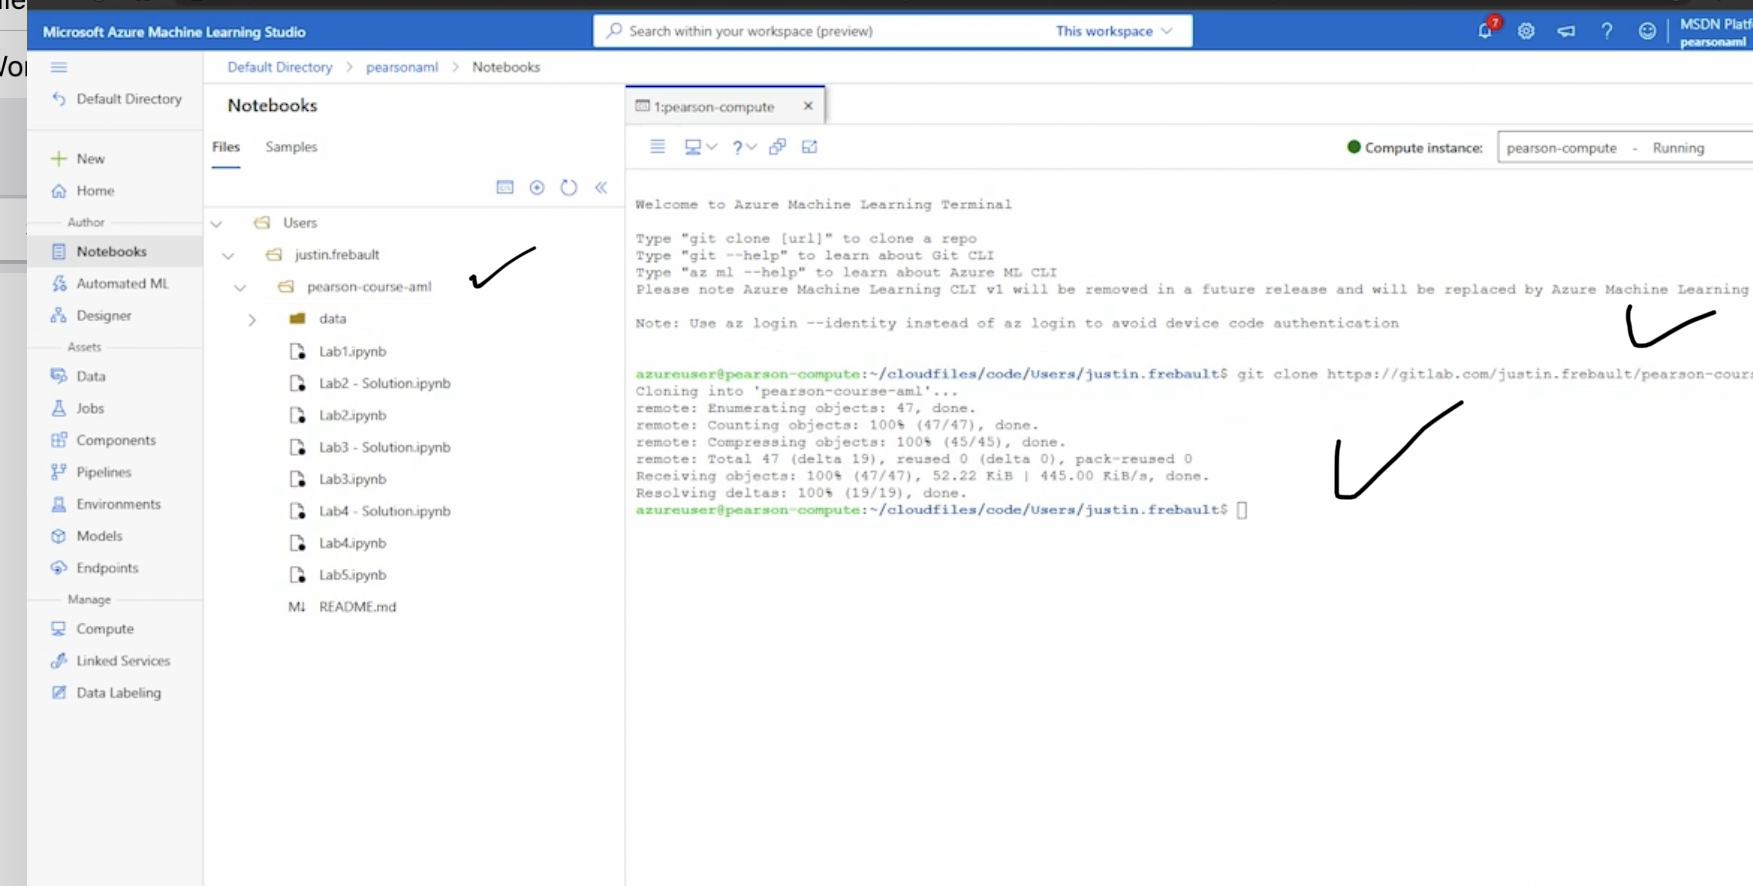 Microsoft Azure Machine Learning Studio
Search within your workspace (preview)
This workspace
7
MSDN Platf
pearsonaml
Default Directory
New
Home
Author
Notebooks
Automated ML
Designer
Assets
Data
Jobs
Components
Pipelines
Environments
Models
Endpoints
Manage
Compute
Linked Services
Data Labeling
Default Directory > pearsonaml > Notebooks
Notebooks
Files Samples
Users
justin.frebault
pearson-course-aml
data
Lab1.ipynb
Lab2 - Solution.ipynb
Lab2.ipynb
Lab3 - Solution.ipynb
Lab3.ipynb
Lab4 - Solution.ipynb
Lab4.ipynb
Lab5.ipynb
README.md
1:pearson-compute
Compute instance: pearson-compute - Running
Welcome to Azure Machine Learning Terminal
Type "git clone [url]" to clone a repo
Type "git --help" to learn about Git CLI
Type "az ml --help" to learn about Azure ML CLI
Please note Azure Machine Learning CLI v1 will be removed in a future release and will be replaced by Azure Machine Learning
Note: Use az login --identity instead of az login to avoid device code authentication
azureuser@pearson-compute:~/cloudfiles/code/Users/justin.frebault$ git clone https://gitlab.com/justin.frebault/pearson-cours
Cloning into 'pearson-course-aml'...
remote: Enumerating objects: 47, done.
remote: Counting objects: 100% (47/47), done.
remote: Compressing objects: 100% (45/45), done.
remote: Total 47 (delta 19), reused 0 (delta 0), pack-reused 0
Receiving objects: 100% (47/47), 52.22 KiB | 445.00 KiB/s, done.
Resolving deltas: 100% (19/19), done.
azureuser@pearson-compute:~/cloudfiles/code/Users/justin.frebault$